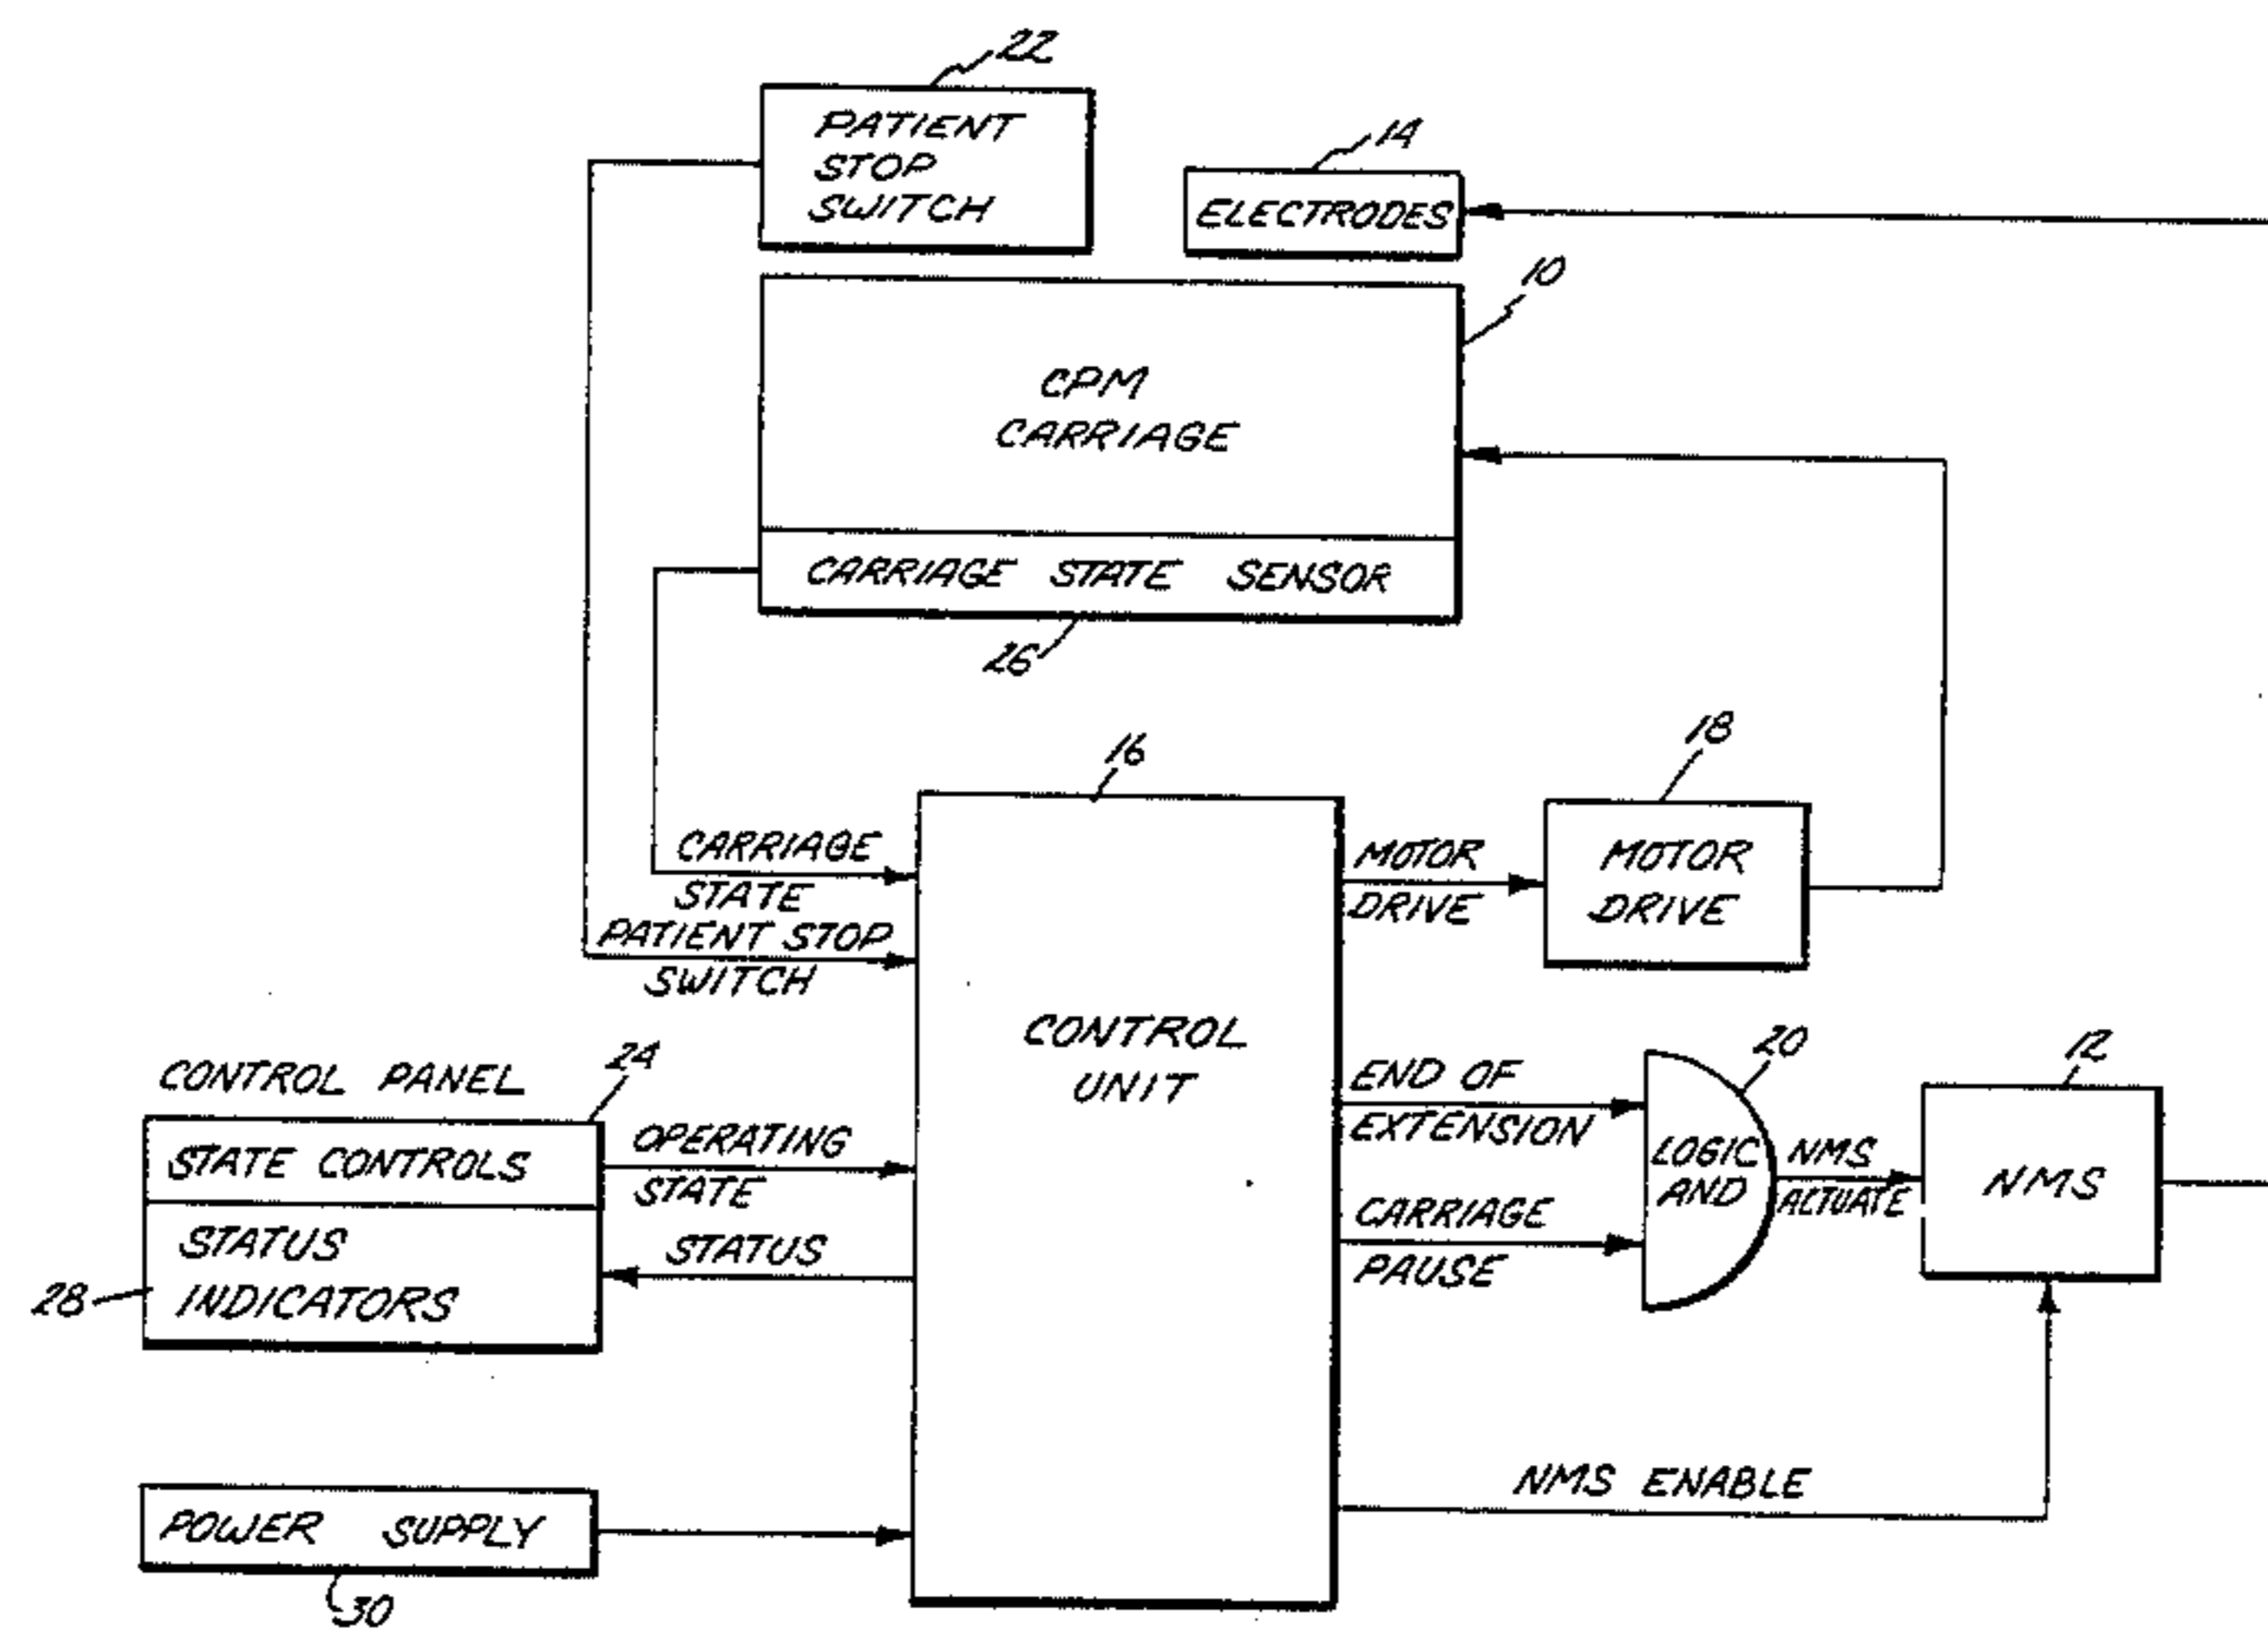 22
PATIENT
STOP
SWITCH
14
ELECTRODES
10
CPM
CARRIAGE
CARRIAGE STATE SENSOR
26
16
18
CARRIAGE
STATE
PATIENT STOP
SWITCH
MOTOR
DRIVE
MOTOR
DRIVE
CONTROL
UNIT
CONTROL PANEL
24
STATE CONTROLS
STATUS
INDICATORS
28
OPERATING
STATE
STATUS
END OF
EXTENSION
CARRIAGE
PAUSE
20
LOGIC
AND
NMS
ACTUATE
12
NMS
NMS ENABLE
POWER SUPPLY
30